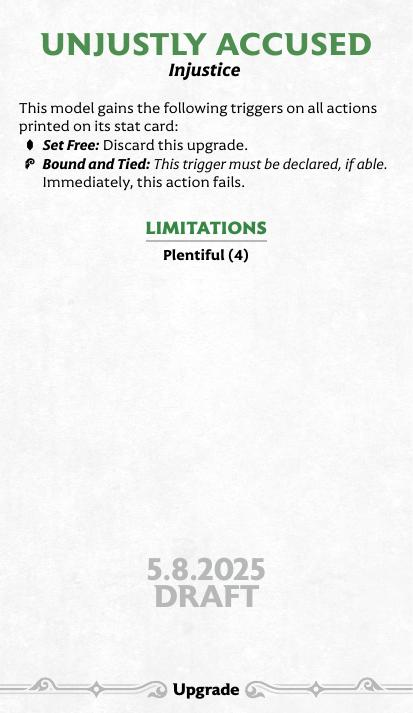 UNJUSTLY ACCUSED
Injustice
This model gains the following triggers on all actions
printed on its stat card:
Set Free: Discard this upgrade.
Bound and Tied: This trigger must be declared, if able.
Immediately, this action fails.
LIMITATIONS
Plentiful (4)
5.8.2025
DRAFT
Upgrade